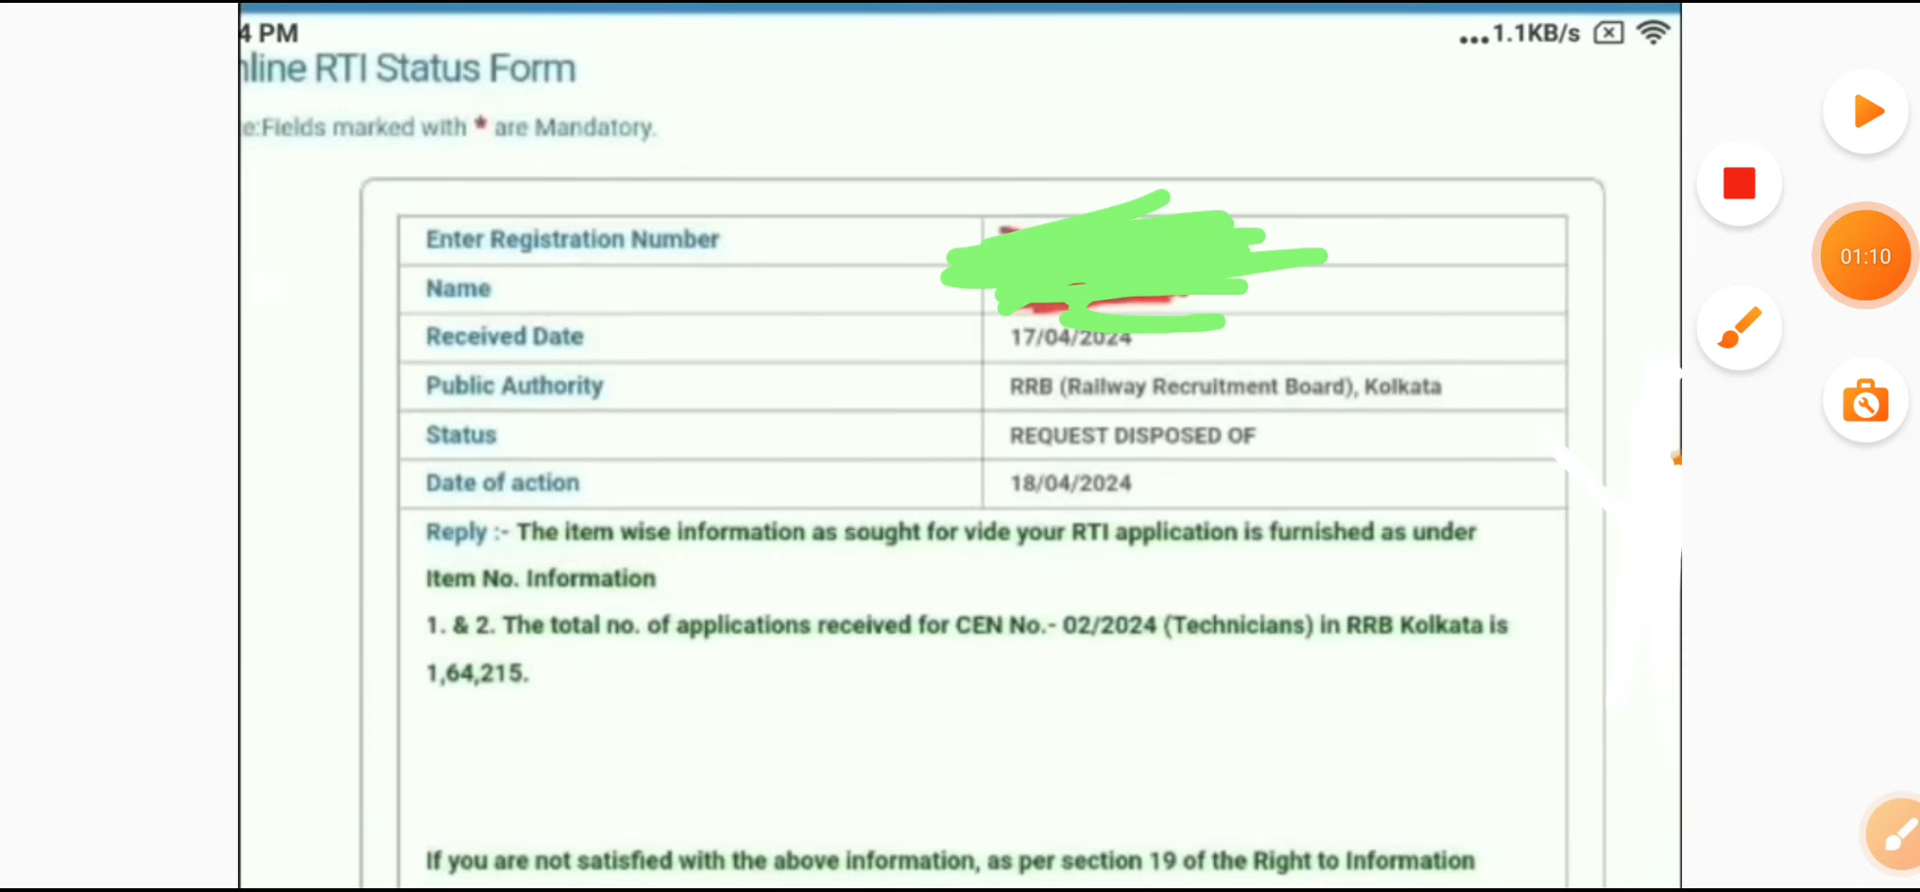 4 PM
...1.1KB/s
nline RTI Status Form
e:Fields marked with * are Mandatory.
01:10
Enter Registration Number
Name
Received Date 17/04/2024
Public Authority RRB (Railway Recruitment Board), Kolkata
Status REQUEST DISPOSED OF
Date of action 18/04/2024
Reply :- The item wise information as sought for vide your RTI application is furnished as under
Item No. Information
1. & 2. The total no. of applications received for CEN No.- 02/2024 (Technicians) in RRB Kolkata is
1,64,215.
If you are not satisfied with the above information, as per section 19 of the Right to Information